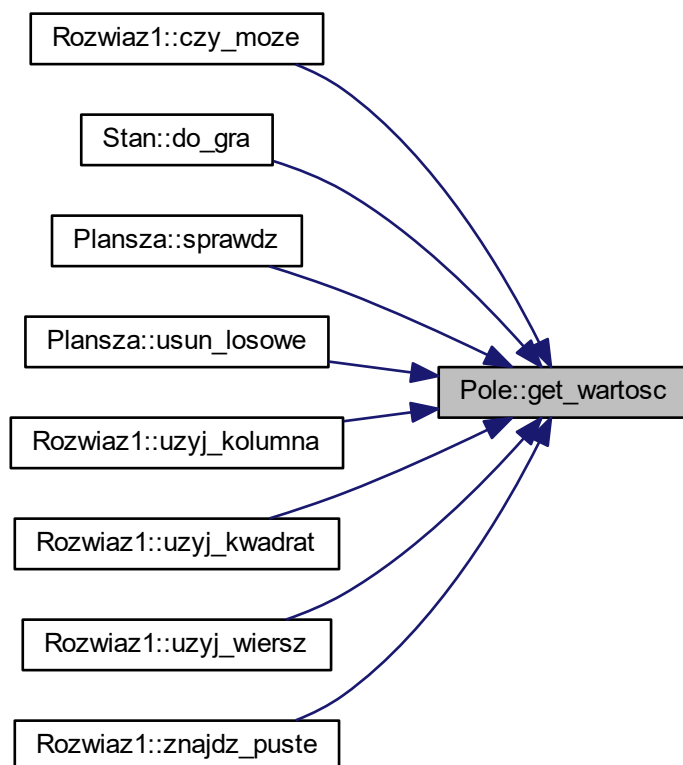 Rozwiaz1::czy_moze
Stan::do_gra
Plansza::sprawdz
Plansza::usun_losowe
Pole::get_wartosc
Rozwiaz1::uzyj_kolumna
Rozwiaz1::uzyj_kwadrat
Rozwiaz1::uzyj_wiersz
Rozwiaz1::znajdz_puste